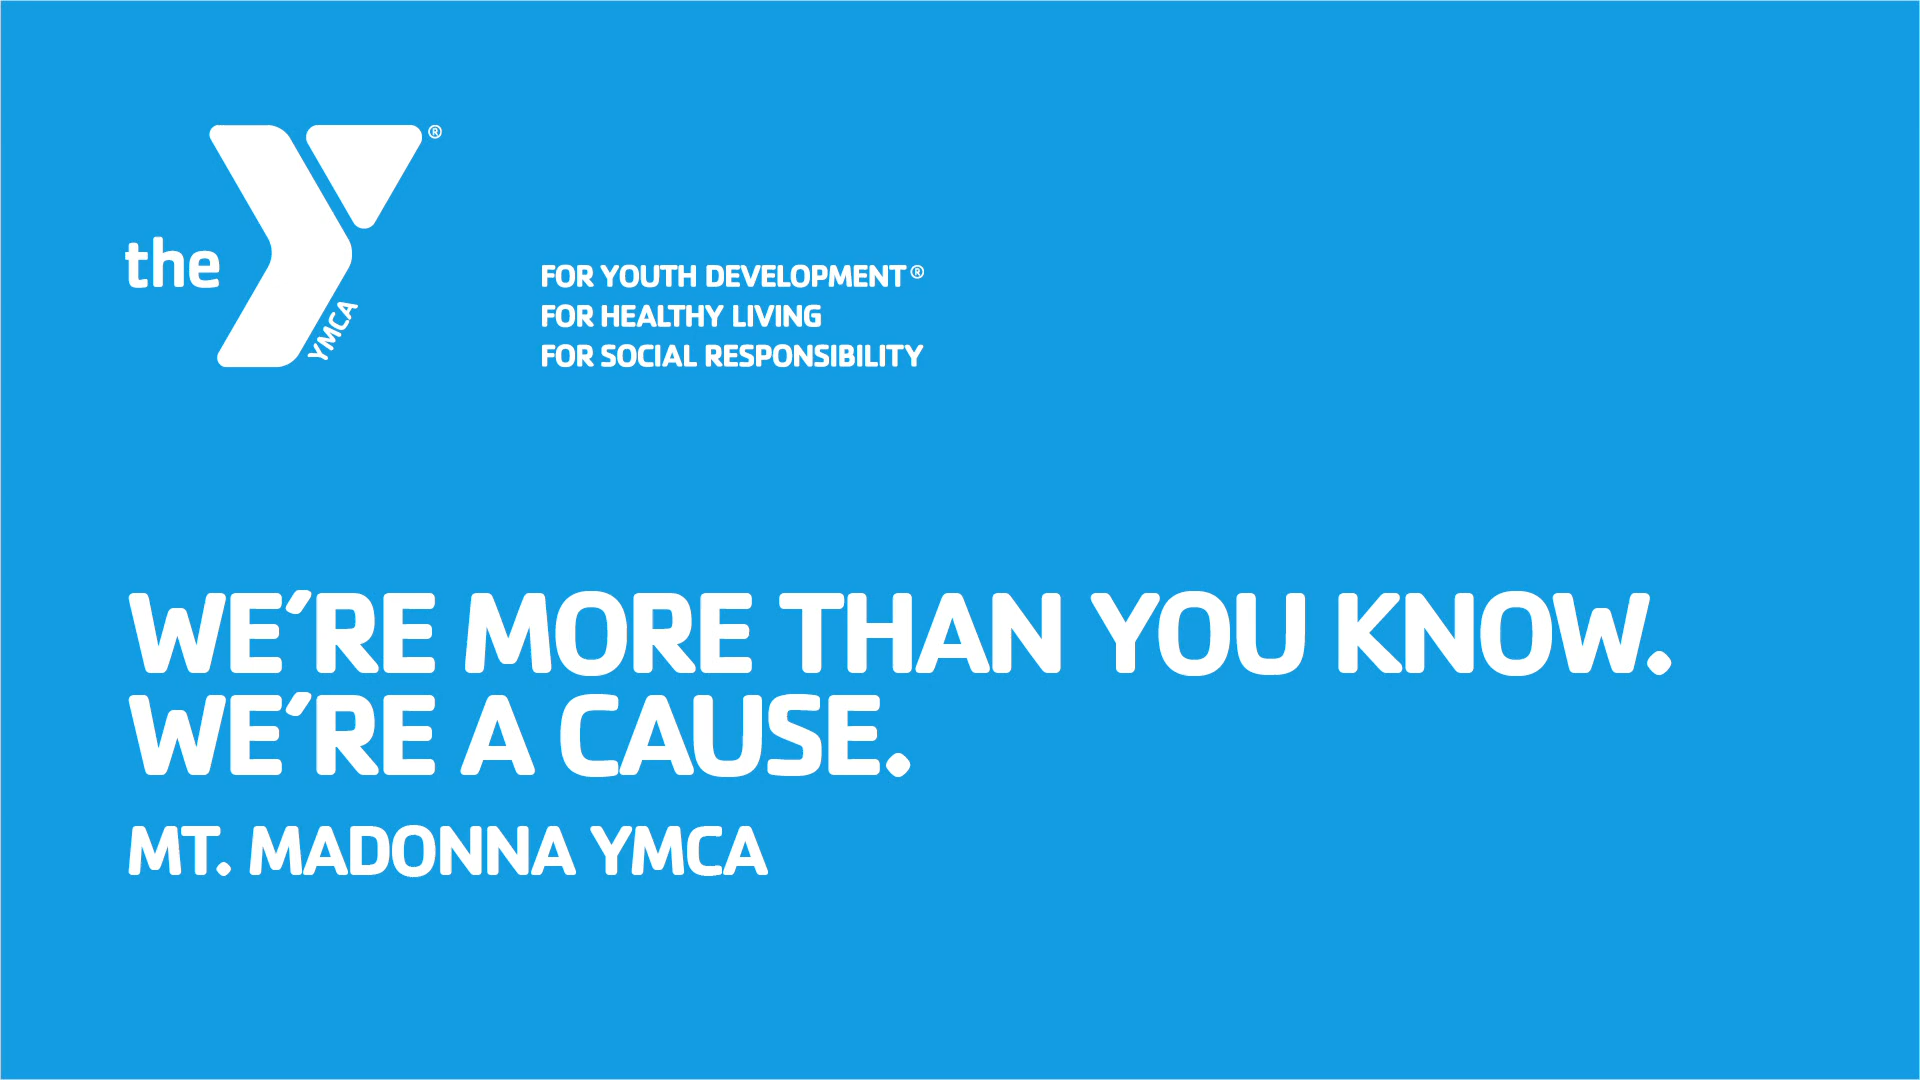 the
YMCA
®
FOR YOUTH DEVELOPMENT®
FOR HEALTHY LIVING
FOR SOCIAL RESPONSIBILITY
WE'RE MORE THAN YOU KNOW.
WE'RE A CAUSE.
MT. MADONNA YMCA